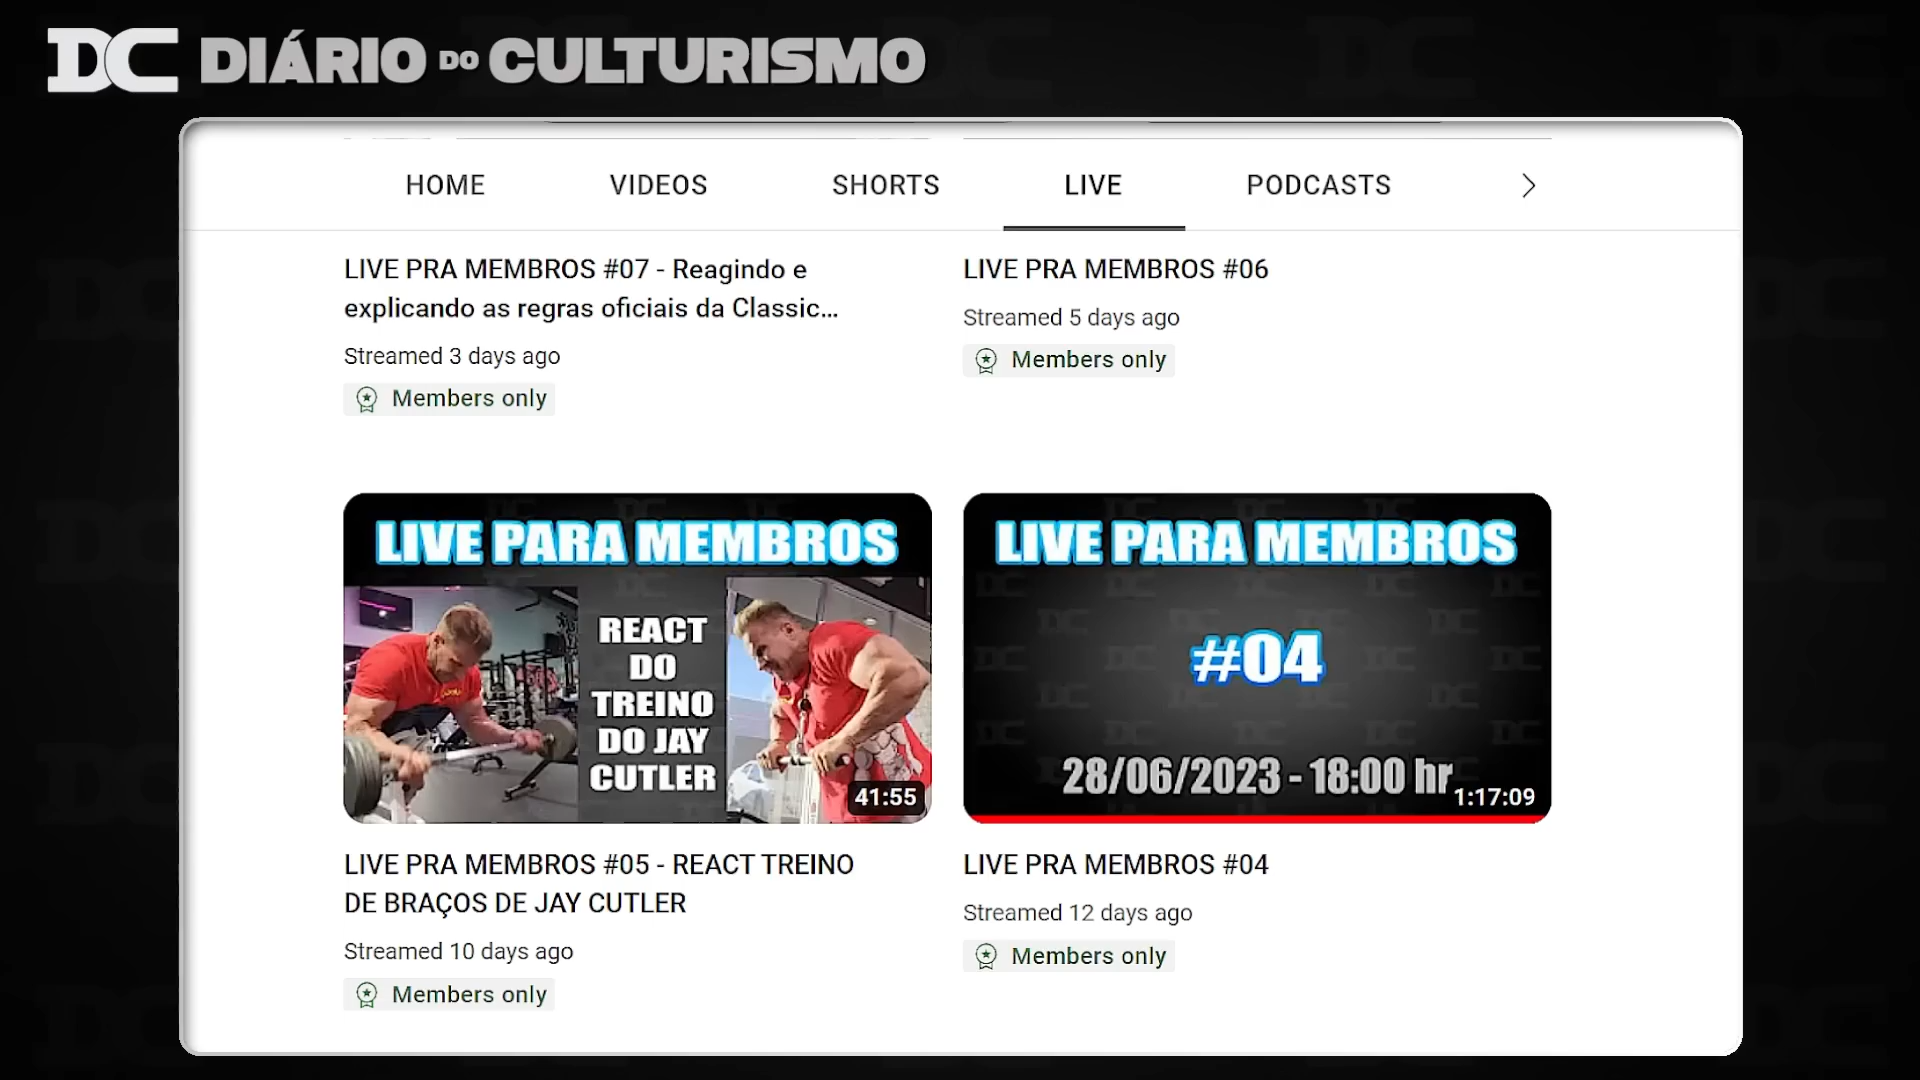 DC DIÁRIO DO CULTURISMO
HOME VIDEOS SHORTS LIVE PODCASTS
LIVE PRA MEMBROS #07 - Reagindo e
explicando as regras oficiais da Classic...
Streamed 3 days ago
Members only
LIVE PRA MEMBROS #06
Streamed 5 days ago
Members only
LIVE PARA MEMBROS
REACT
DO
TREINO
DO JAY
CUTLER
41:55
LIVE PRA MEMBROS #05 - REACT TREINO
DE BRAÇOS DE JAY CUTLER
Streamed 10 days ago
Members only
LIVE PARA MEMBROS
#04
28/06/2023 - 18:00 hr
1:17:09
LIVE PRA MEMBROS #04
Streamed 12 days ago
Members only